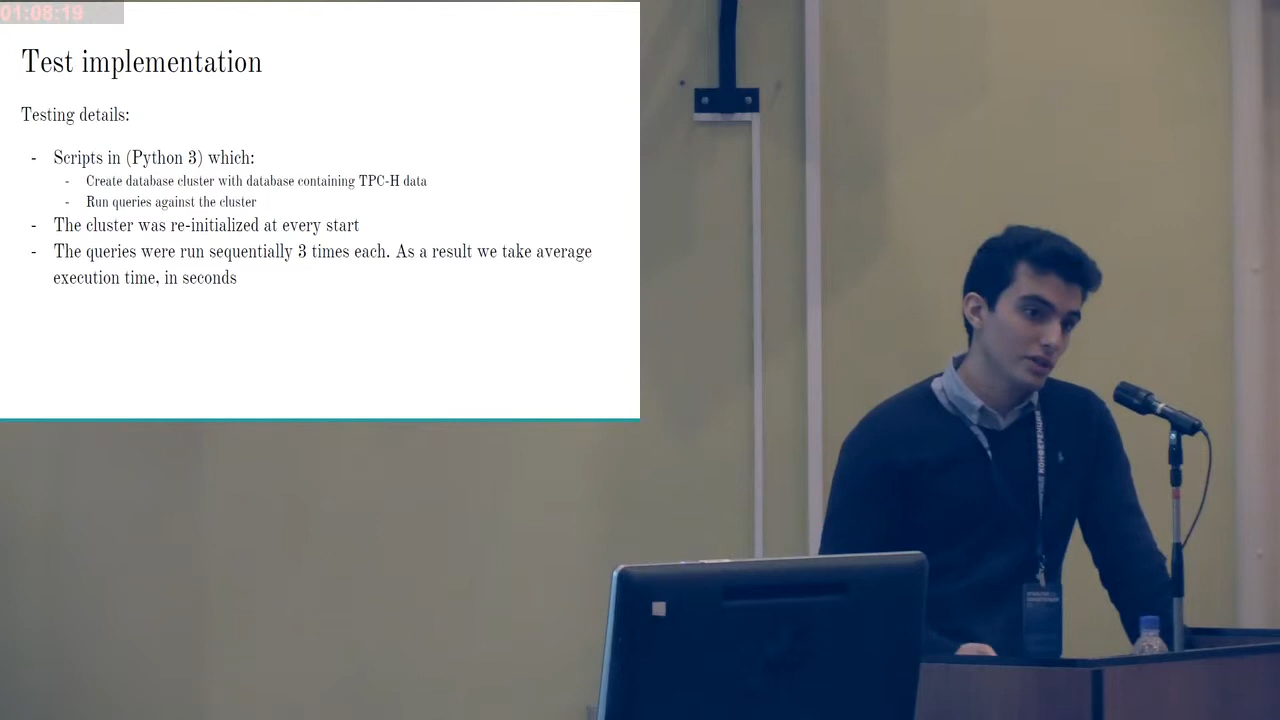 01:08:19
Test implementation
Testing details:
- Scripts in (Python 3) which:
- Create database cluster with database containing TPC-H data
- Run queries against the cluster
- The cluster was re-initialized at every start
- The queries were run sequentially 3 times each. As a result we take average
execution time, in seconds
КОНФЕРЕНЦИИ